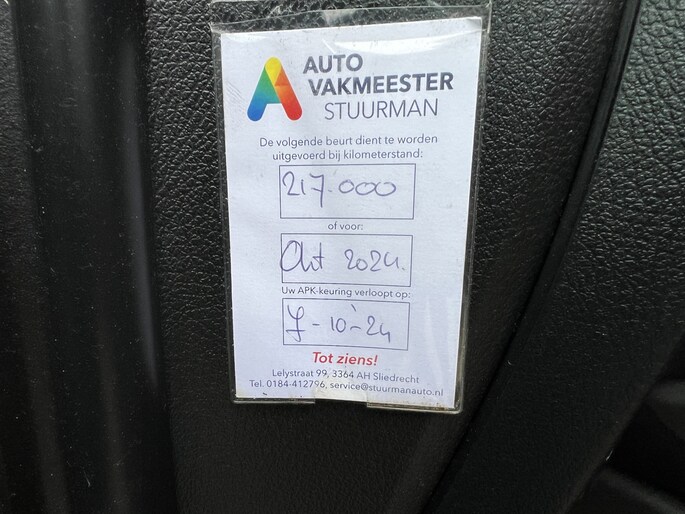 AUTO
VAKMEESTER
STUURMAN
De volgende beurt dient te worden
uitgevoerd bij kilometerstand:
217.000
of voor:
Okt 2024.
Uw APK-keuring verloopt op:
7-10-24
Tot ziens!
Lelystraat 99, 3364 AH Sliedrecht
Tel. 0184-412796, service@stuurmanauto.nl